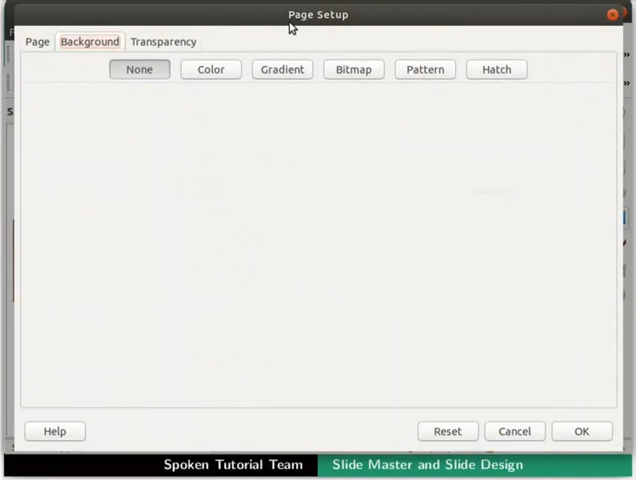 Page Setup
Page Background Transparency
None Color Gradient Bitmap Pattern Hatch
Help Reset Cancel OK
Spoken Tutorial Team Slide Master and Slide Design